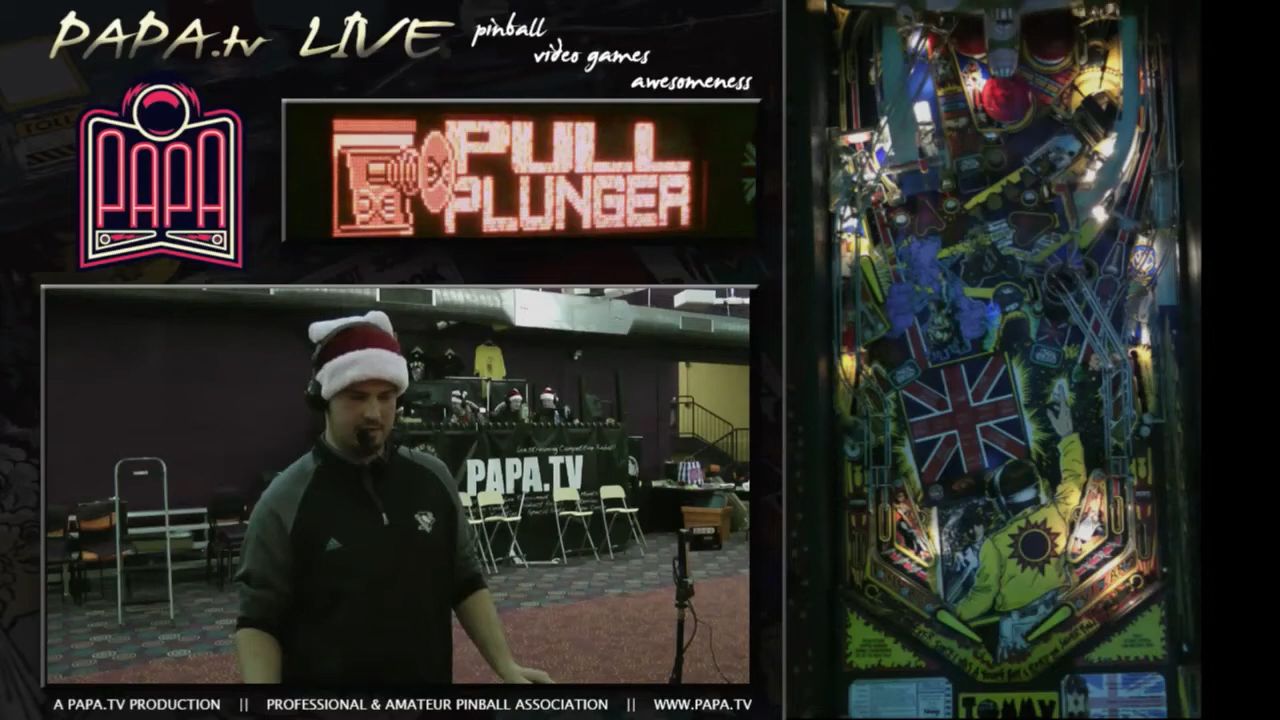 PAPA.tv LIVE
pinball
video games
awesomeness
PAPA
PULL
PLUNGER
PAPA.TV
A PAPA.TV PRODUCTION || PROFESSIONAL & AMATEUR PINBALL ASSOCIATION || WWW.PAPA.TV
TOMMY